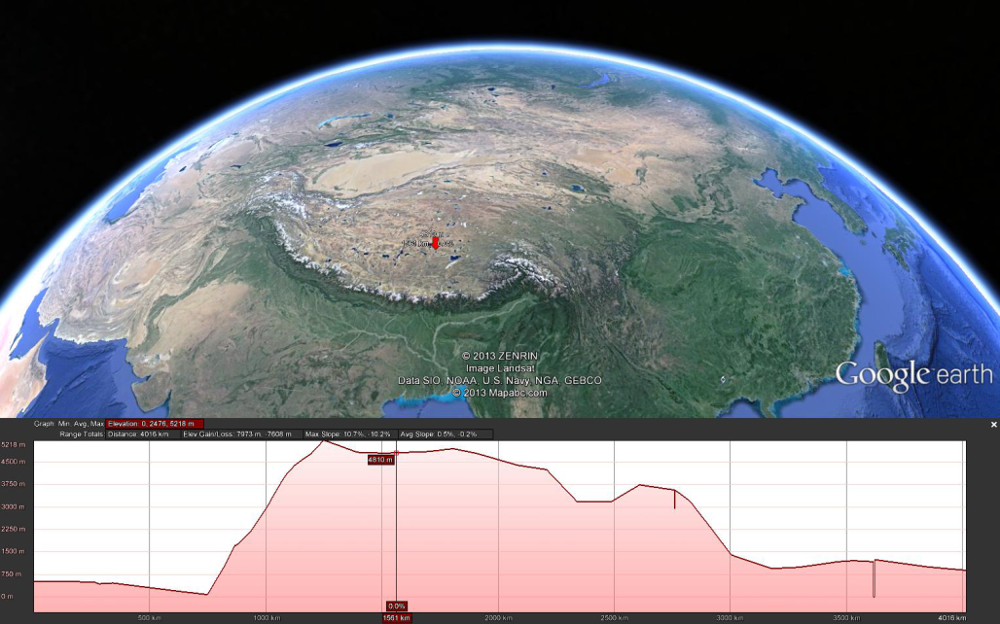 © 2013 ZENRIN
Image Landsat
Data SIO, NOAA, U.S. Navy, NGA, GEBCO
© 2013 Mapabc.com
Google earth
Graph: Min, Avg, Max Elevation: 0, 2476, 5218 m
Range Totals: Distance: 4016 km Elev Gain/Loss: 7973 m, -7608 m Max Slope: 10.7%, -10.2% Avg Slope: 0.5%, -0.2%
5218 m
4500 m
4810 m
3750 m
3000 m
2250 m
1500 m
750 m
0 m
0.0%
500 km 1000 km 1561 km 2000 km 2500 km 3000 km 3500 km 4016 km